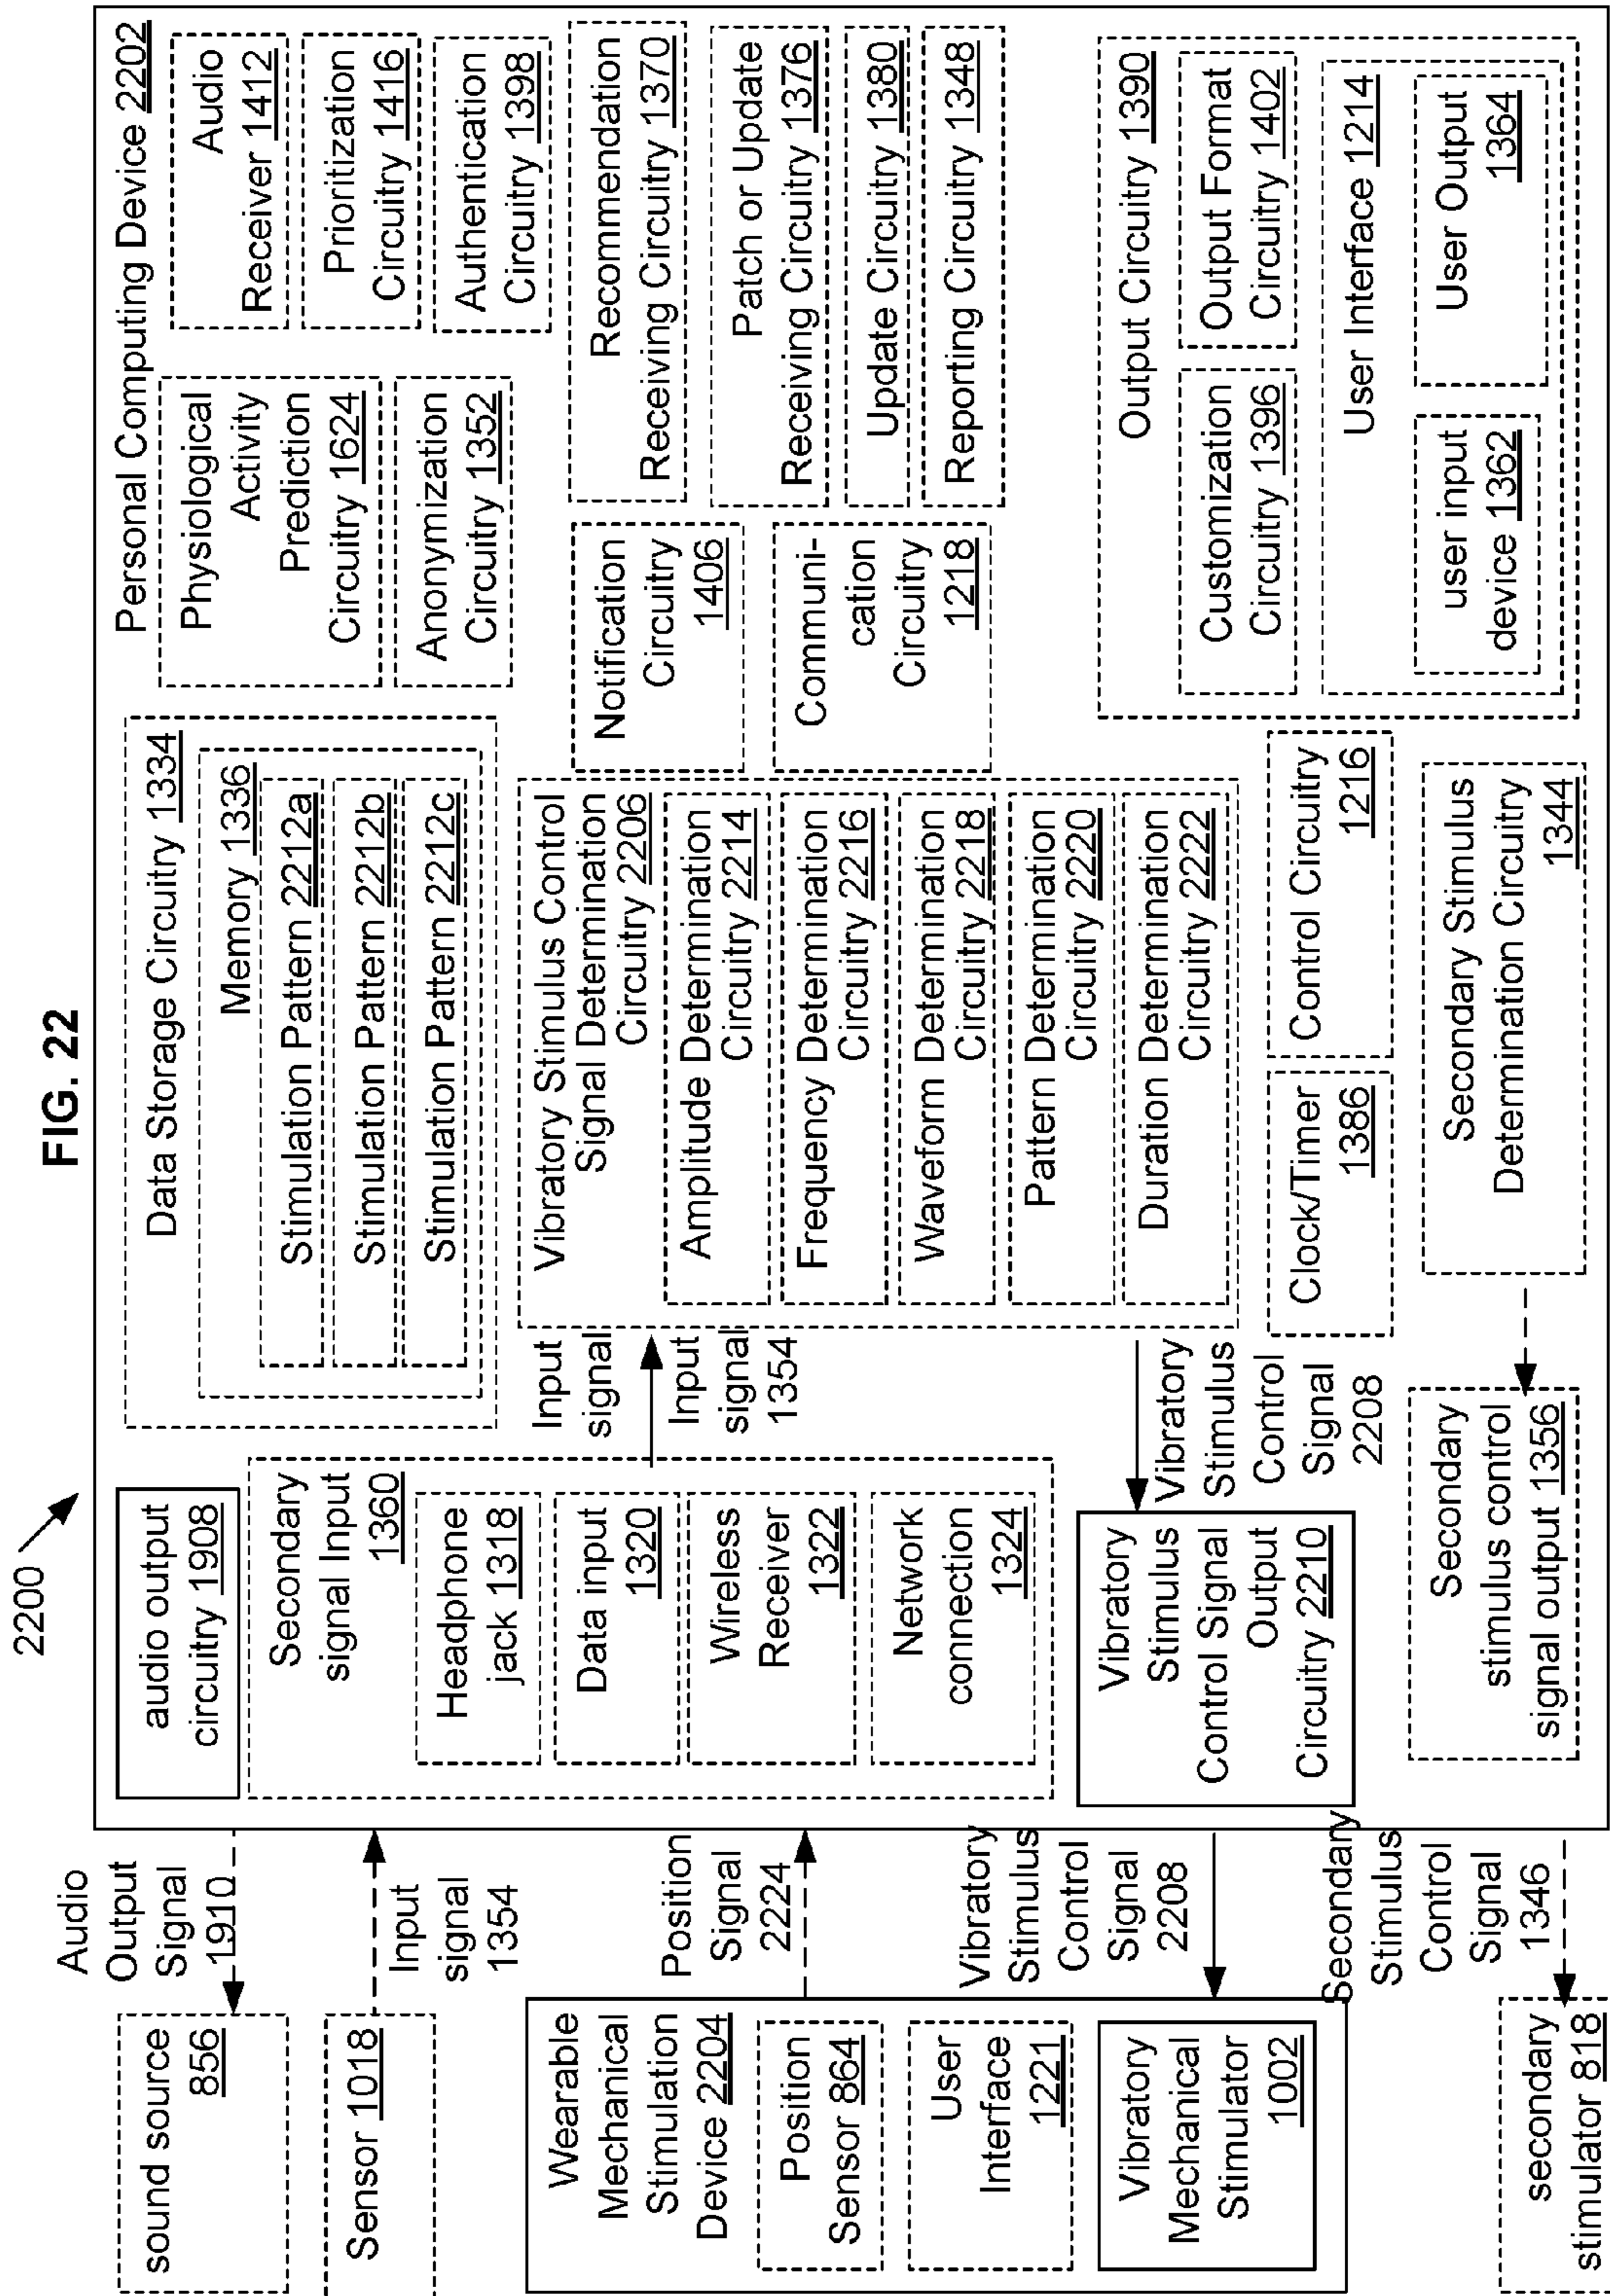 FIG. 22
2200
Personal Computing Device 2202
sound source
856
Audio
Output
Signal
1910
audio output
circuitry 1908
Sensor 1018
Input
signal
1354
Secondary
signal Input
1360
Headphone
jack 1318
Data input
1320
Wireless
Receiver
1322
Network
connection
1324
Wearable
Mechanical
Stimulation
Device 2204
Position
Sensor 864
User
Interface
1221
Vibratory
Mechanical
Stimulator
1002
Position
Signal
2224
Vibratory
Stimulus
Control
Signal
2208
Vibratory
Stimulus
Control Signal
Output
Circuitry 2210
secondary
stimulator 818
Secondary
Stimulus
Control
Signal
1346
Secondary
stimulus control
signal output 1356
Data Storage Circuitry 1334
Memory 1336
Stimulation Pattern 2212a
Stimulation Pattern 2212b
Stimulation Pattern 2212c
Input
signal
Input
signal
1354
Vibratory Stimulus Control
Signal Determination
Circuitry 2206
Amplitude Determination
Circuitry 2214
Frequency Determination
Circuitry 2216
Waveform Determination
Circuitry 2218
Pattern Determination
Circuitry 2220
Duration Determination
Circuitry 2222
Vibratory
Stimulus
Control
Signal
2208
Clock/Timer
1386
Control Circuitry
1216
Secondary Stimulus
Determination Circuitry
1344
Physiological
Activity
Prediction
Circuitry 1624
Anonymization
Circuitry 1352
Audio
Receiver 1412
Prioritization
Circuitry 1416
Authentication
Circuitry 1398
Notification
Circuitry
1406
Communi-
cation
Circuitry
1218
Recommendation
Receiving Circuitry 1370
Patch or Update
Receiving Circuitry 1376
Update Circuitry 1380
Reporting Circuitry 1348
Output Circuitry 1390
Customization
Circuitry 1396
Output Format
Circuitry 1402
User Interface 1214
user input
device 1362
User Output
1364